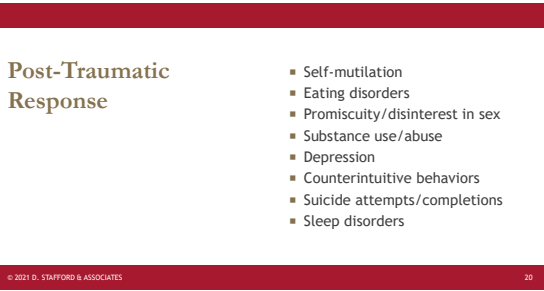 Post-Traumatic
Response
▪ Self-mutilation
▪ Eating disorders
▪ Promiscuity/disinterest in sex
▪ Substance use/abuse
▪ Depression
▪ Counterintuitive behaviors
▪ Suicide attempts/completions
▪ Sleep disorders
© 2021 D. STAFFORD & ASSOCIATES
20